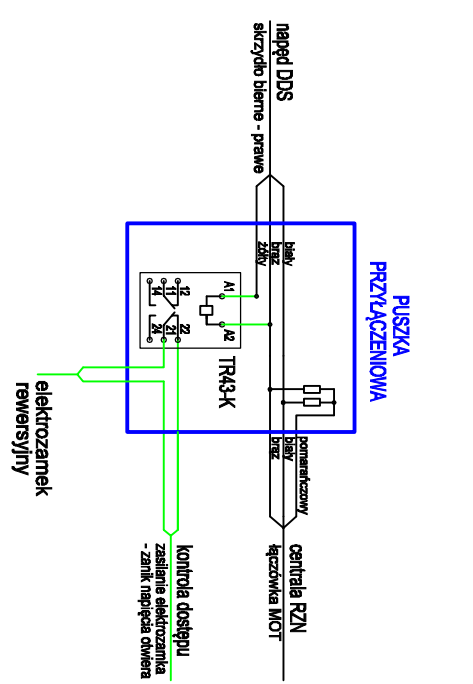 PUSZKA
PRZYŁĄCZENIOWA
napęd DDS
skrzydło bierne - prawe
biały
brąz
żółty
pomarańczowy
biały
brąz
centrala RZN
łączówka MOT
A1
A2
TR43-K
12
11
14
22
21
24
kontrola dostępu
zasilanie elektrozamka
- zanik napięcia otwiera
elektrozamek
rewersyjny